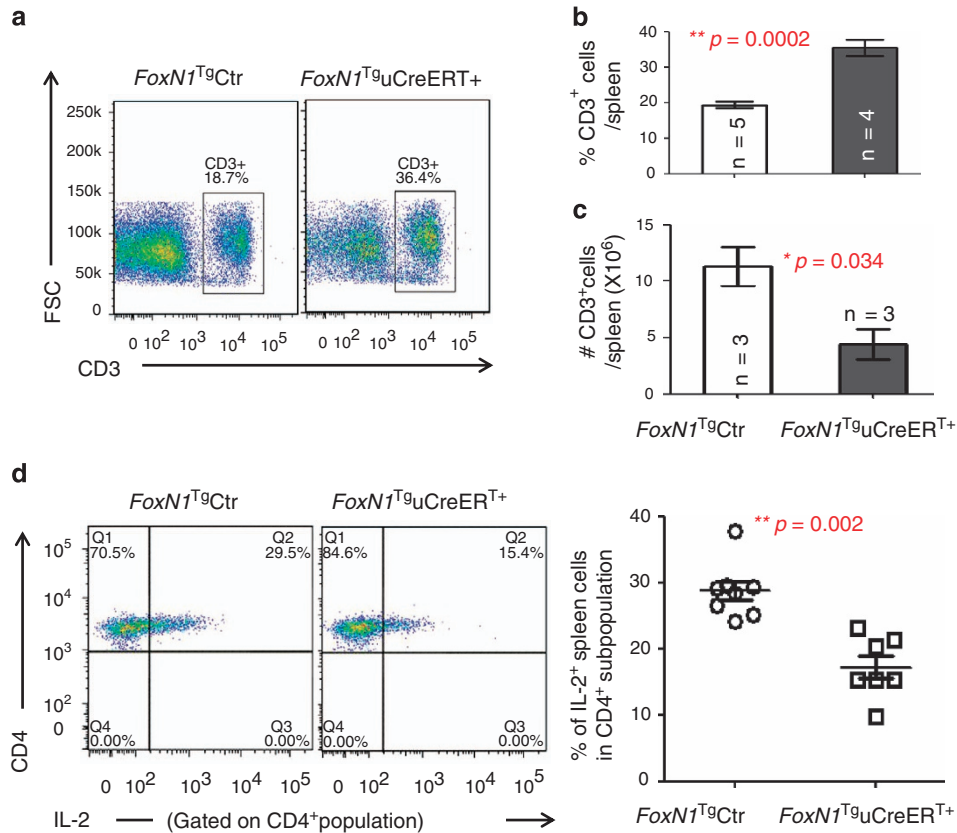 a
FoxN1TgCtr
FoxN1TguCreERT+
FSC
250k
200k
150k
100k
50k
0
CD3+
18.7%
CD3+
36.4%
0 10² 10³ 10⁴ 10⁵
0 10² 10³ 10⁴ 10⁵
CD3
b
% CD3⁺ cells
/spleen
40
30
20
10
0
** p = 0.0002
n = 5
n = 4
c
# CD3⁺cells
/spleen (X10⁶)
15
10
5
0
* p = 0.034
n = 3
n = 3
FoxN1TgCtr
FoxN1TguCreERT+
d
FoxN1TgCtr
FoxN1TguCreERT+
CD4
10⁵
10⁴
10³
10²
0
Q1
70.5%
Q2
29.5%
Q4
0.00%
Q3
0.00%
Q1
84.6%
Q2
15.4%
Q4
0.00%
Q3
0.00%
0 10² 10³ 10⁴ 10⁵
0 10² 10³ 10⁴ 10⁵
IL-2
(Gated on CD4⁺population)
% of IL-2⁺ spleen cells
in CD4⁺ subpopulation
40
30
20
10
0
** p = 0.002
FoxN1TgCtr
FoxN1TguCreERT+